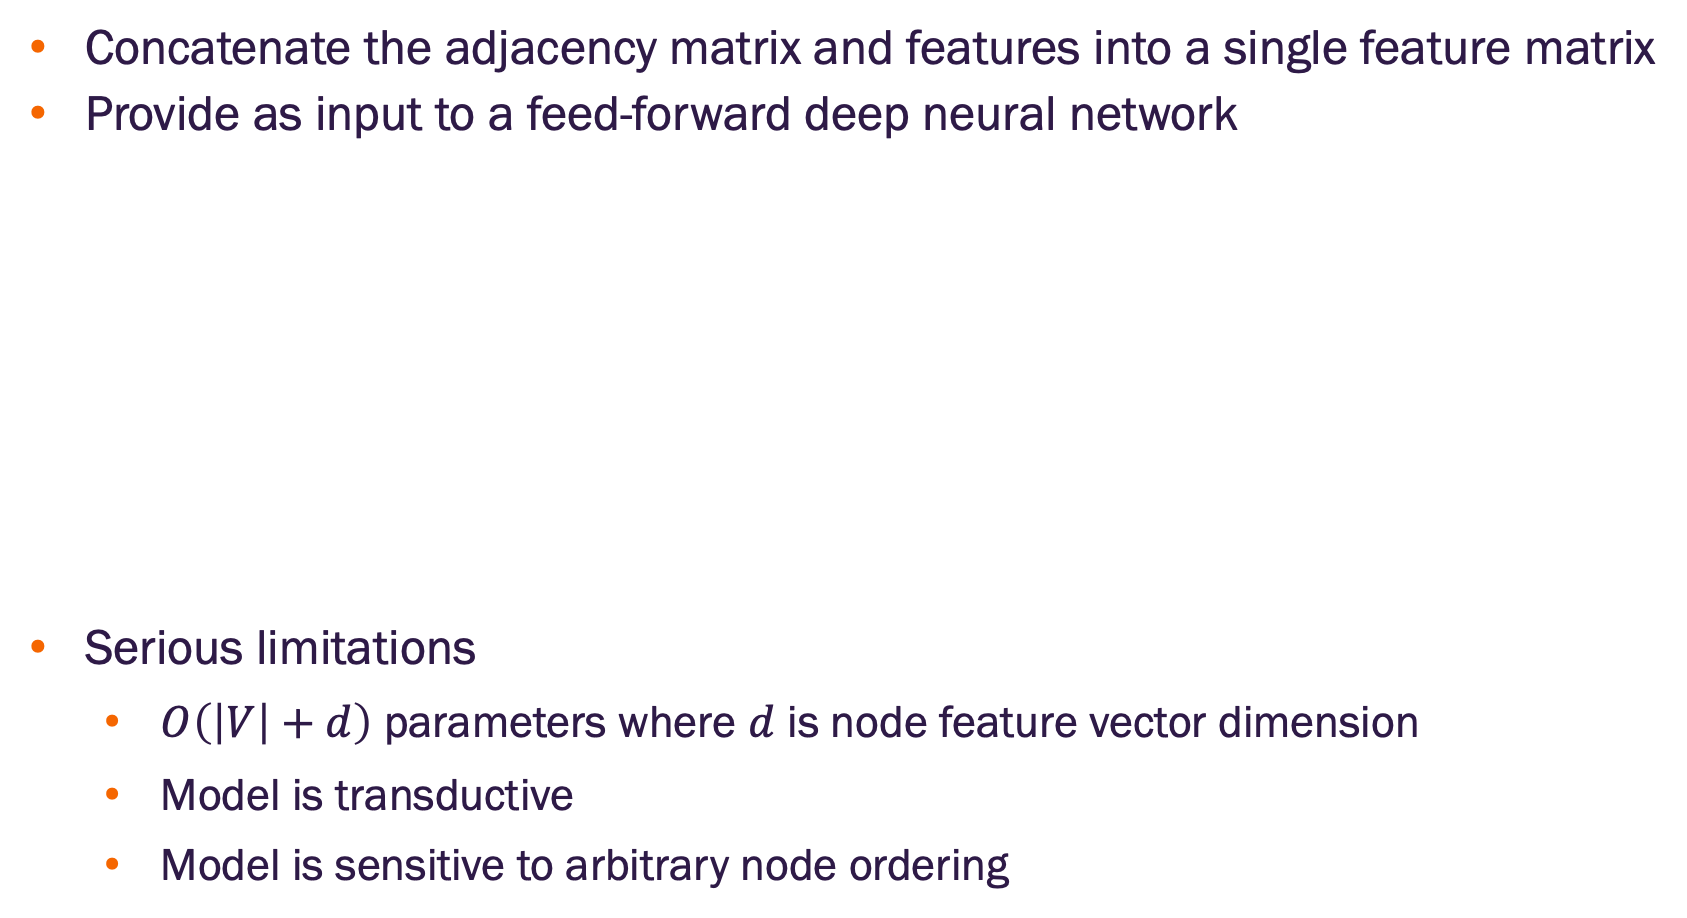 • Concatenate the adjacency matrix and features into a single feature matrix
• Provide as input to a feed-forward deep neural network
• Serious limitations
• O(|V| + d) parameters where d is node feature vector dimension
• Model is transductive
• Model is sensitive to arbitrary node ordering